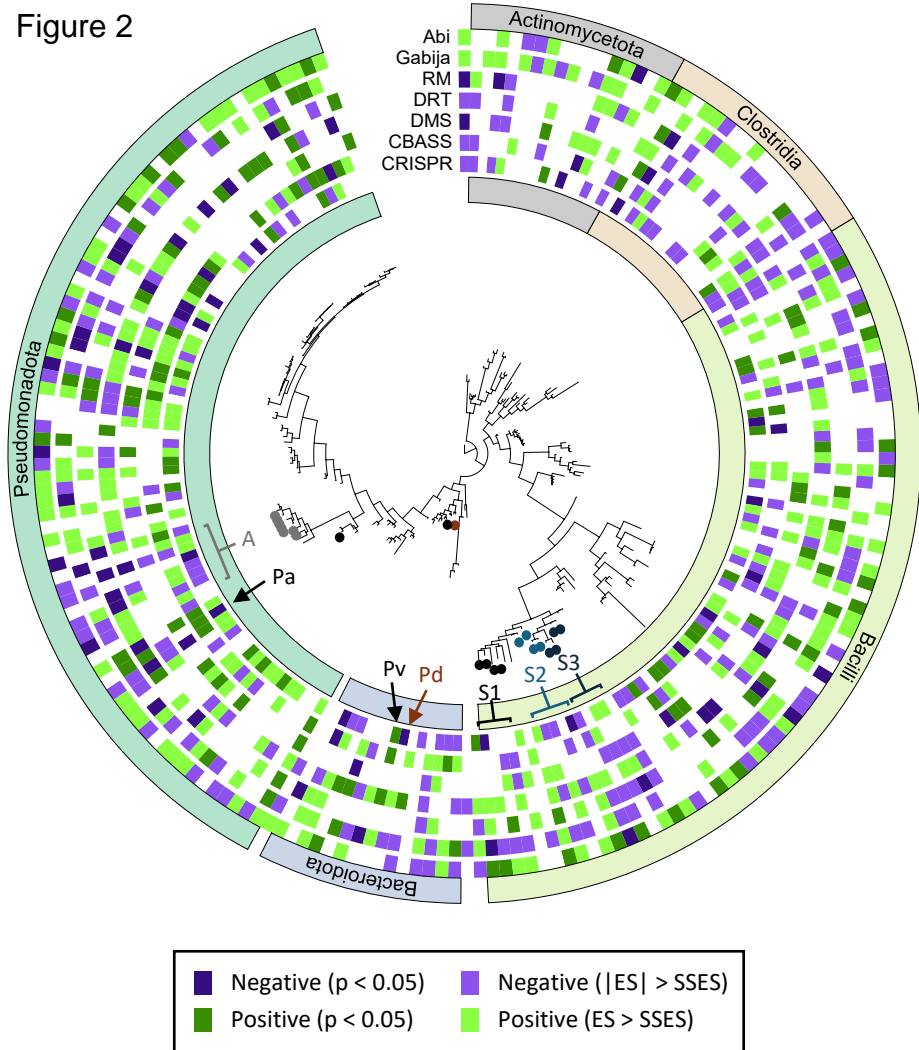 Figure 2
Actinomycetota
Abi
Gabija
RM
DRT
DMS
CBASS
CRISPR
Clostridia
Pseudomonadota
A
Pa
Pv
Pd
S1
S2
S3
Bacilli
Bacteroidota
Negative (p < 0.05)
Negative (|ES| > SSES)
Positive (p < 0.05)
Positive (ES > SSES)